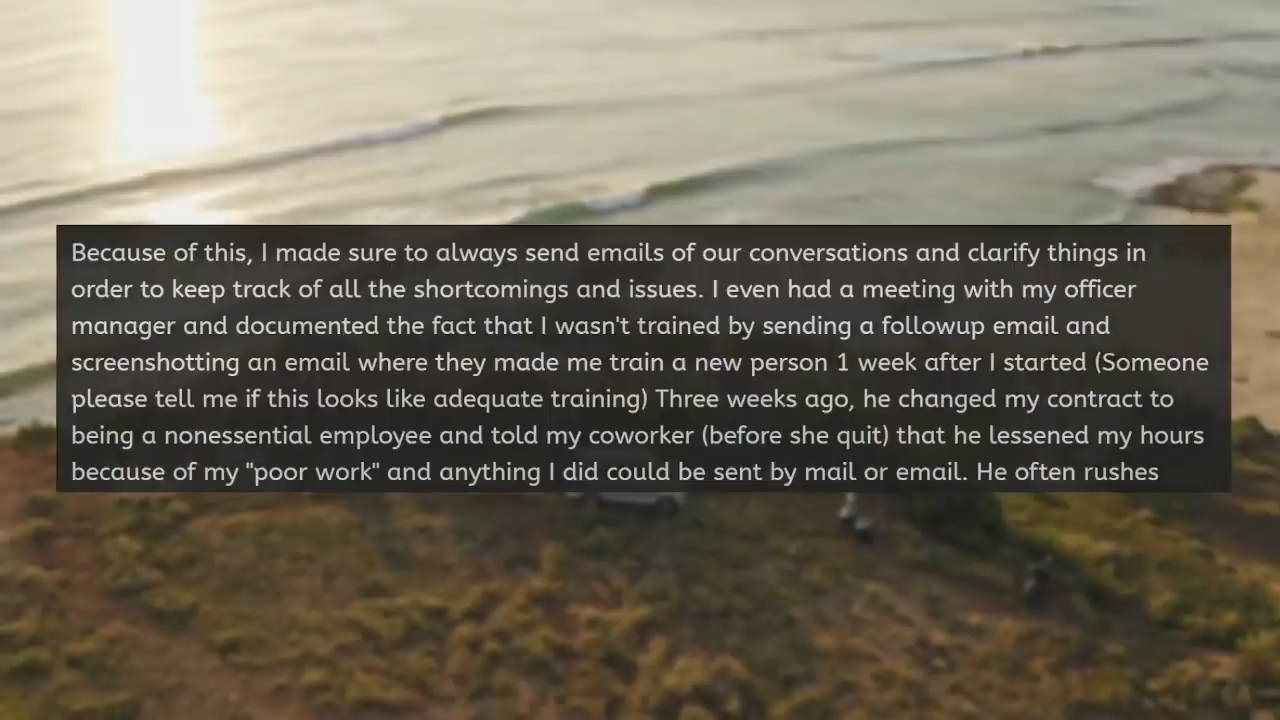 Because of this, I made sure to always send emails of our conversations and clarify things in
order to keep track of all the shortcomings and issues. I even had a meeting with my officer
manager and documented the fact that I wasn't trained by sending a followup email and
screenshotting an email where they made me train a new person 1 week after I started (Someone
please tell me if this looks like adequate training) Three weeks ago, he changed my contract to
being a nonessential employee and told my coworker (before she quit) that he lessened my hours
because of my "poor work" and anything I did could be sent by mail or email. He often rushes